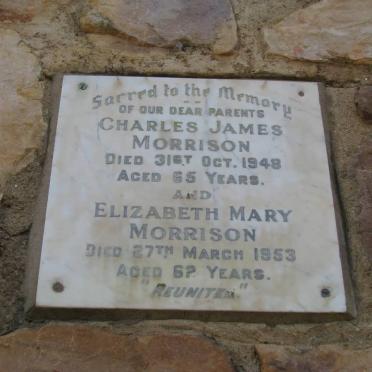 Sacred to the Memory
OF OUR DEAR PARENTS
CHARLES JAMES
MORRISON
DIED 31ST OCT. 1948
AGED 65 YEARS.
AND
ELIZABETH MARY
MORRISON
DIED 27TH MARCH 1953
AGED 62 YEARS.
"REUNITED."